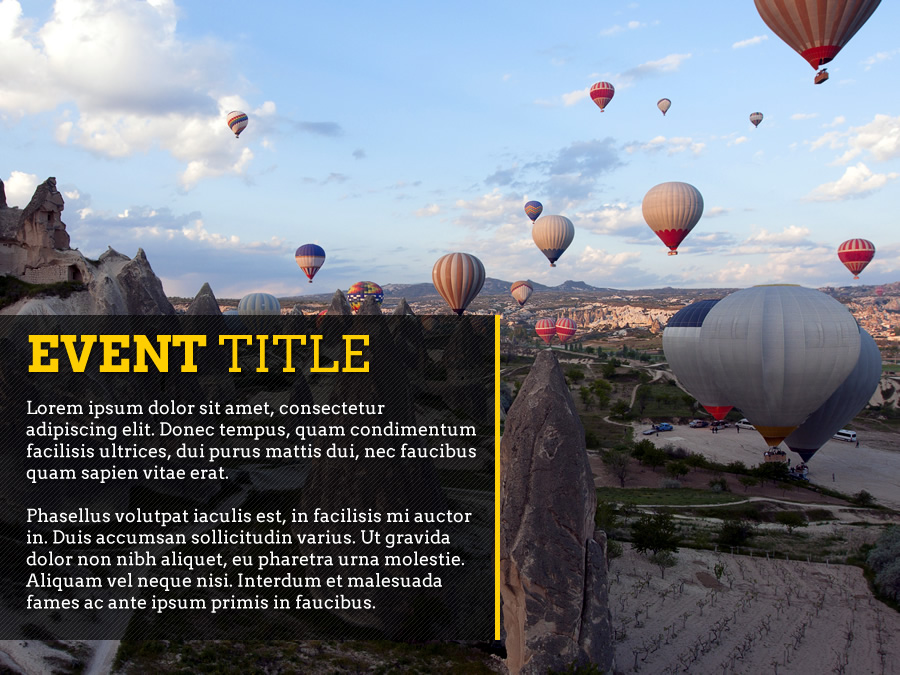 EVENT TITLE
Lorem ipsum dolor sit amet, consectetur
adipiscing elit. Donec tempus, quam condimentum
facilisis ultrices, dui purus mattis dui, nec faucibus
quam sapien vitae erat.
Phasellus volutpat iaculis est, in facilisis mi auctor
in. Duis accumsan sollicitudin varius. Ut gravida
dolor non nibh aliquet, eu pharetra urna molestie.
Aliquam vel neque nisi. Interdum et malesuada
fames ac ante ipsum primis in faucibus.